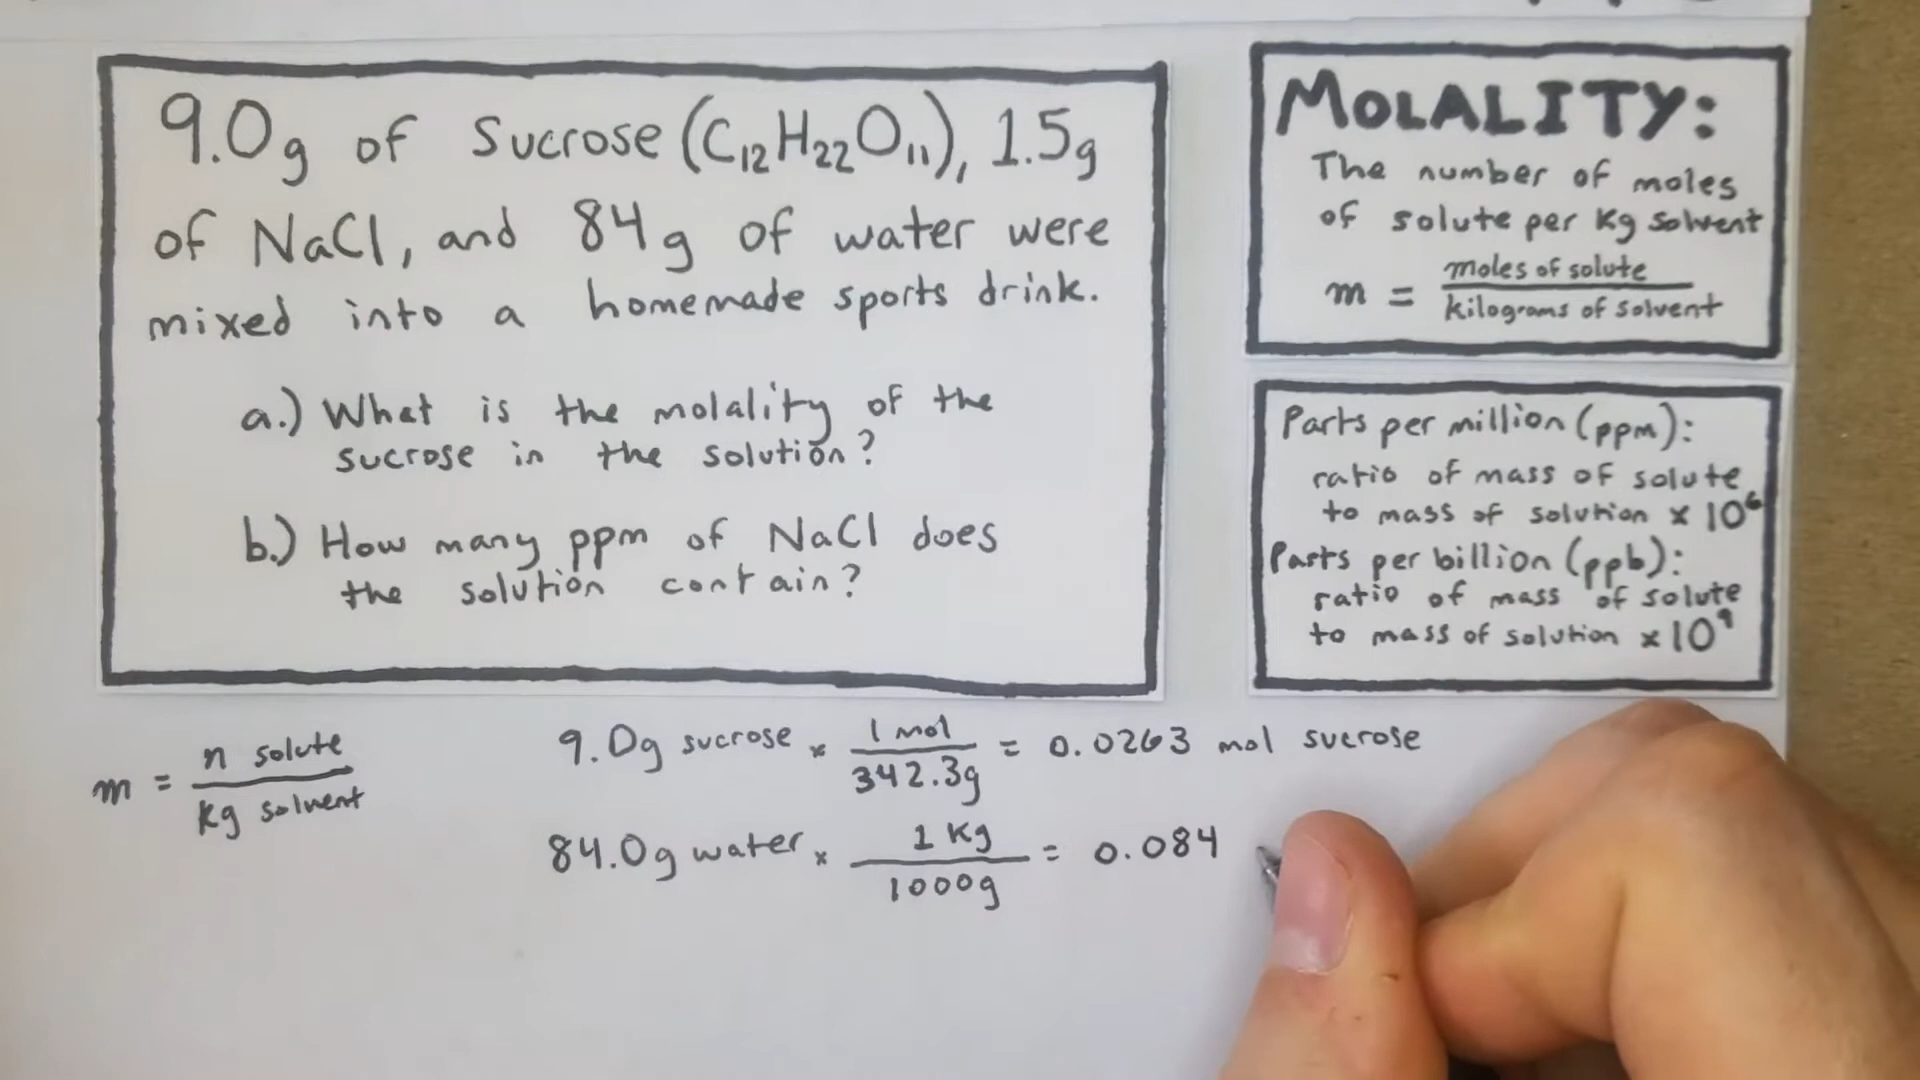 9.0g of Sucrose (C₁₂H₂₂O₁₁), 1.5g
of NaCl, and 84g of water were
mixed into a homemade sports drink.
a.) What is the molality of the
sucrose in the solution?
b.) How many ppm of NaCl does
the solution contain?
MOLALITY:
The number of moles
of solute per Kg solvent
m = moles of solute / kilograms of solvent
Parts per million (ppm):
ratio of mass of solute
to mass of solution x 10⁶
Parts per billion (ppb):
ratio of mass of solute
to mass of solution x 10⁹
m = n solute / kg solvent
9.0g sucrose x 1 mol / 342.3g = 0.0263 mol sucrose
84.0g water x 1 Kg / 1000g = 0.084